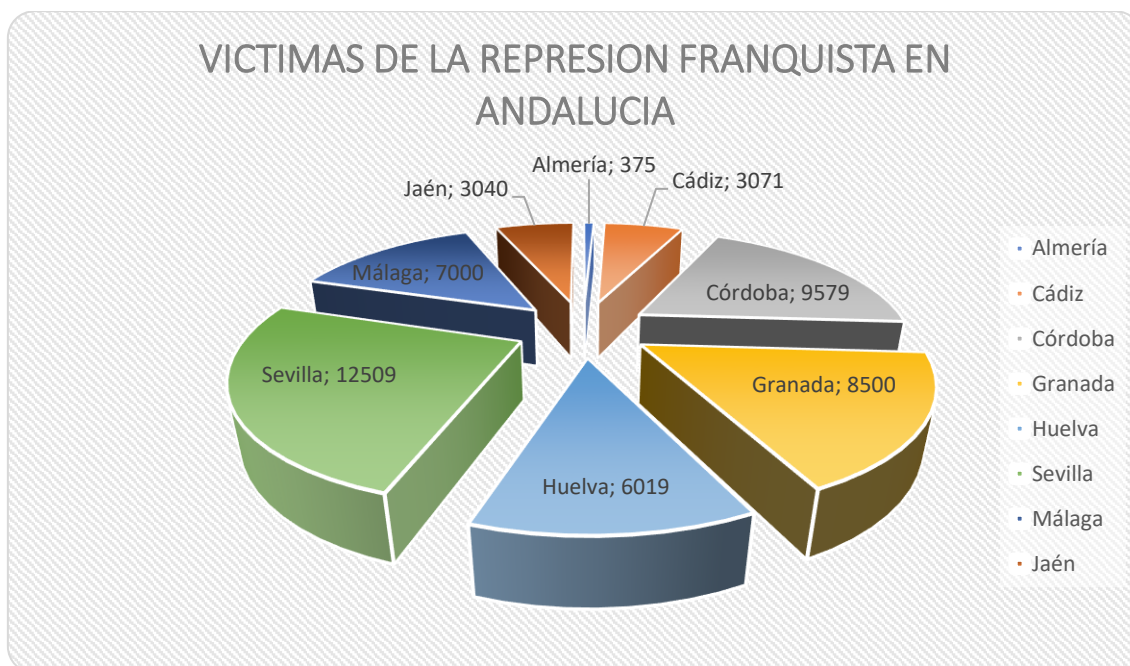 VICTIMAS DE LA REPRESION FRANQUISTA EN
ANDALUCIA
Almería; 375
Cádiz; 3071
Córdoba; 9579
Granada; 8500
Huelva; 6019
Sevilla; 12509
Málaga; 7000
Jaén; 3040
Almería
Cádiz
Córdoba
Granada
Huelva
Sevilla
Málaga
Jaén